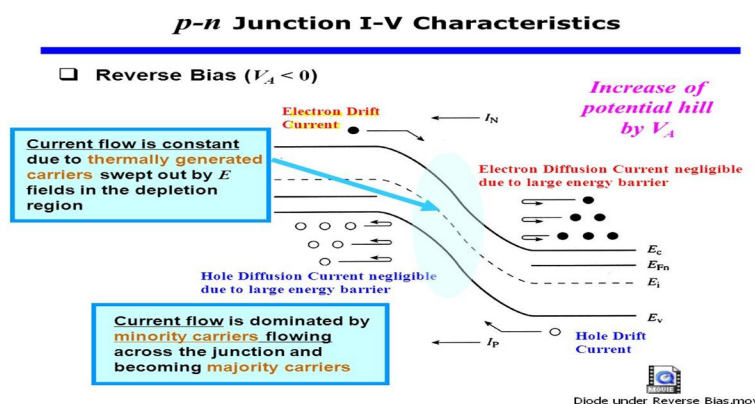 p-n Junction I-V Characteristics
❑ Reverse Bias (V_A < 0)
Increase of
potential hill
by V_A
Electron Drift
Current
I_N
Current flow is constant
due to thermally generated
carriers swept out by E
fields in the depletion
region
Electron Diffusion Current negligible
due to large energy barrier
E_c
E_Fn
E_i
E_v
Hole Diffusion Current negligible
due to large energy barrier
Current flow is dominated by
minority carriers flowing
across the junction and
becoming majority carriers
I_P
Hole Drift
Current
MOVIE
Diode under Reverse Bias.mov